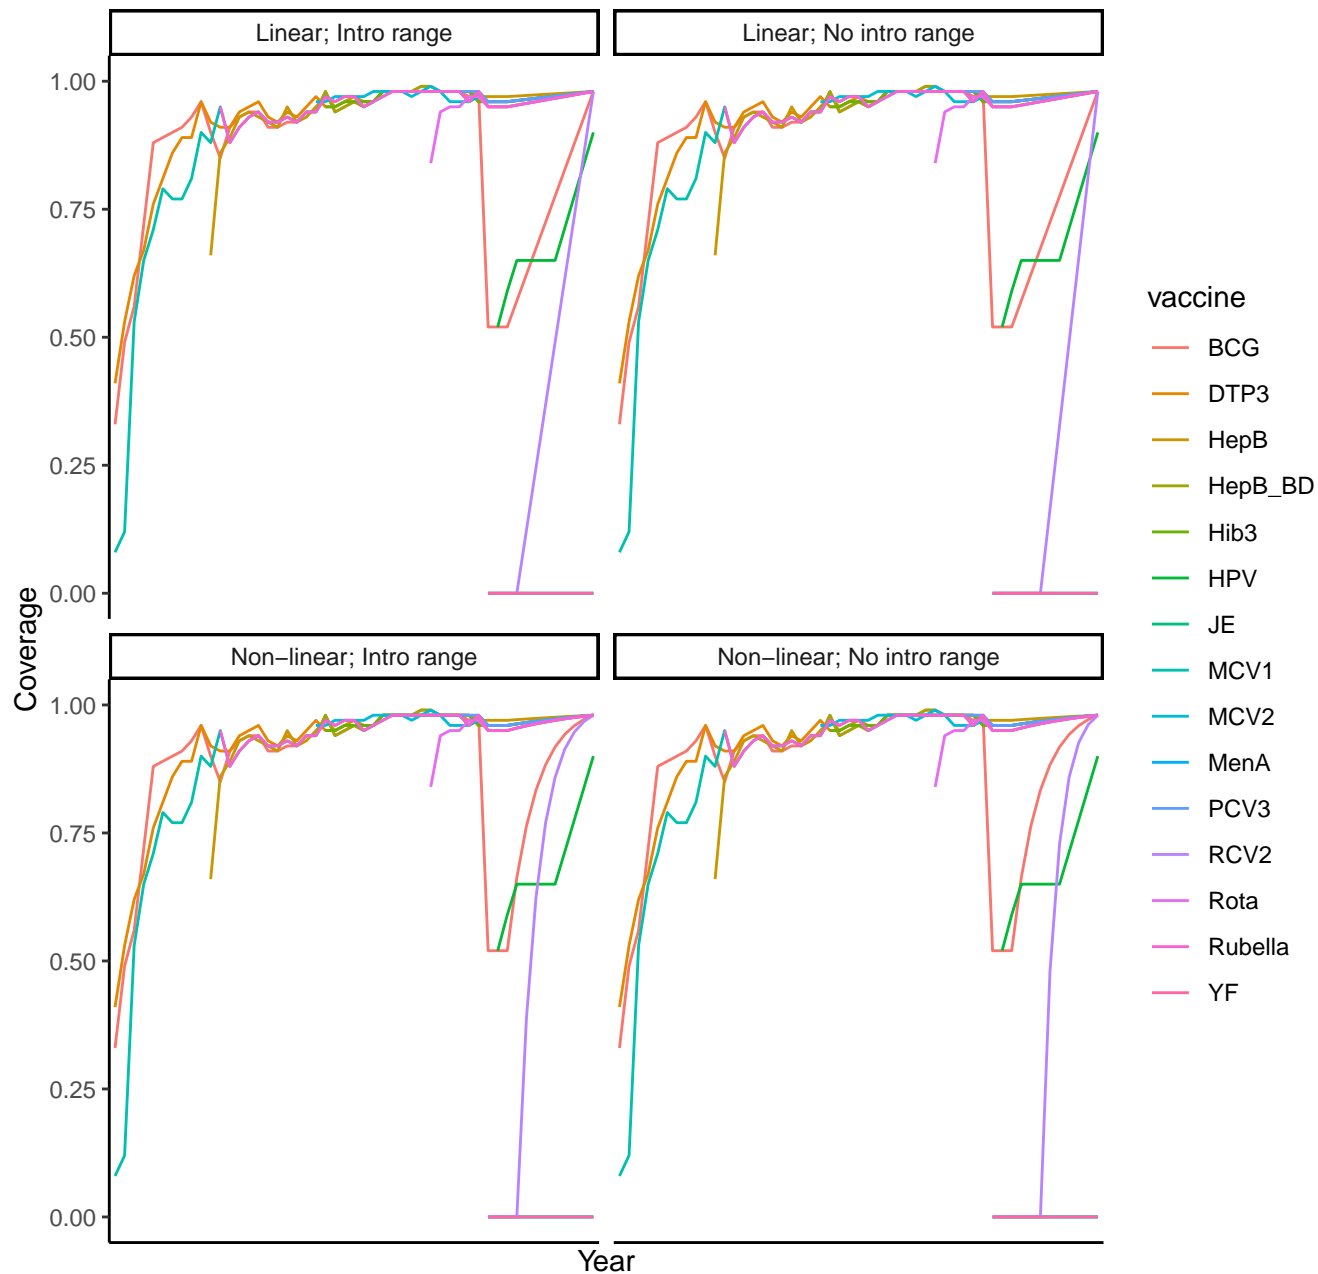 Linear; Intro range
Linear; No intro range
1.00
0.75
0.50
0.25
0.00
Non−linear; Intro range
Non−linear; No intro range
1.00
0.75
0.50
0.25
0.00
Coverage
Year
vaccine
BCG
DTP3
HepB
HepB_BD
Hib3
HPV
JE
MCV1
MCV2
MenA
PCV3
RCV2
Rota
Rubella
YF